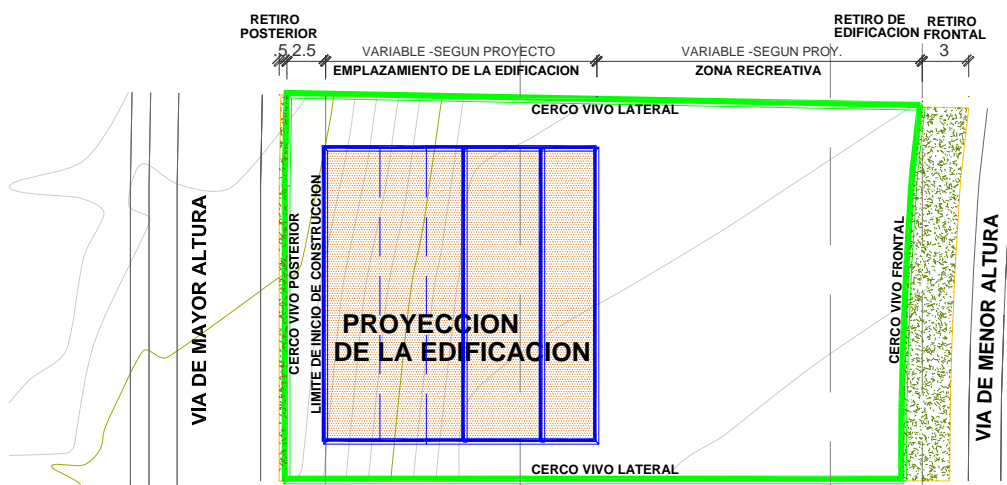 RETIRO
POSTERIOR
RETIRO DE
EDIFICACION
RETIRO
FRONTAL
.5 2.5
VARIABLE -SEGUN PROYECTO
VARIABLE -SEGUN PROY.
3
EMPLAZAMIENTO DE LA EDIFICACION
ZONA RECREATIVA
CERCO VIVO LATERAL
VIA DE MAYOR ALTURA
CERCO VIVO POSTERIOR
LIMITE DE INICIO DE CONSTRUCCION
PROYECCION
DE LA EDIFICACION
CERCO VIVO FRONTAL
VIA DE MENOR ALTURA
CERCO VIVO LATERAL